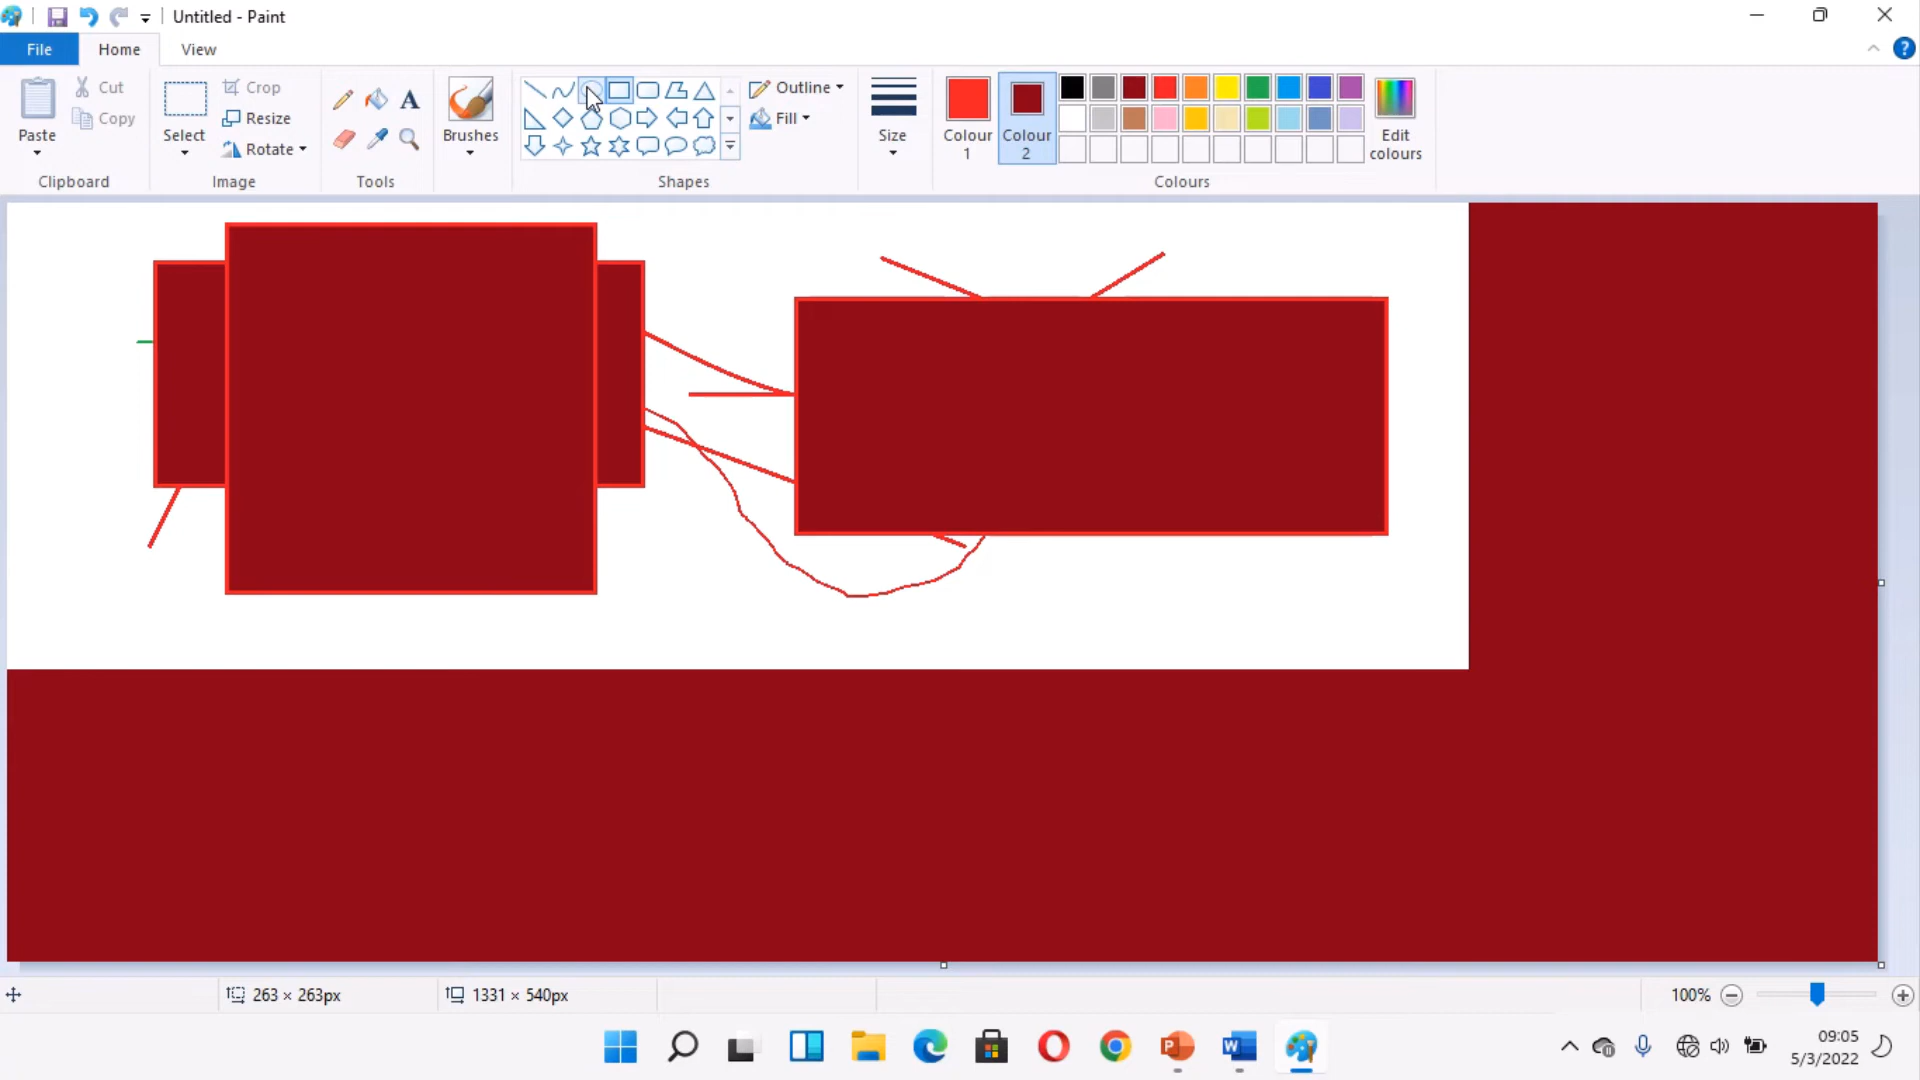 Untitled - Paint
File Home View
Paste
Cut
Copy
Clipboard
Select
Crop
Resize
Rotate
Image
A
Tools
Brushes
Shapes
Outline
Fill
Size
Colour 1
Colour 2
Edit colours
Colours
?
263 × 263px
1331 × 540px
100%
P
W
09:05
5/3/2022